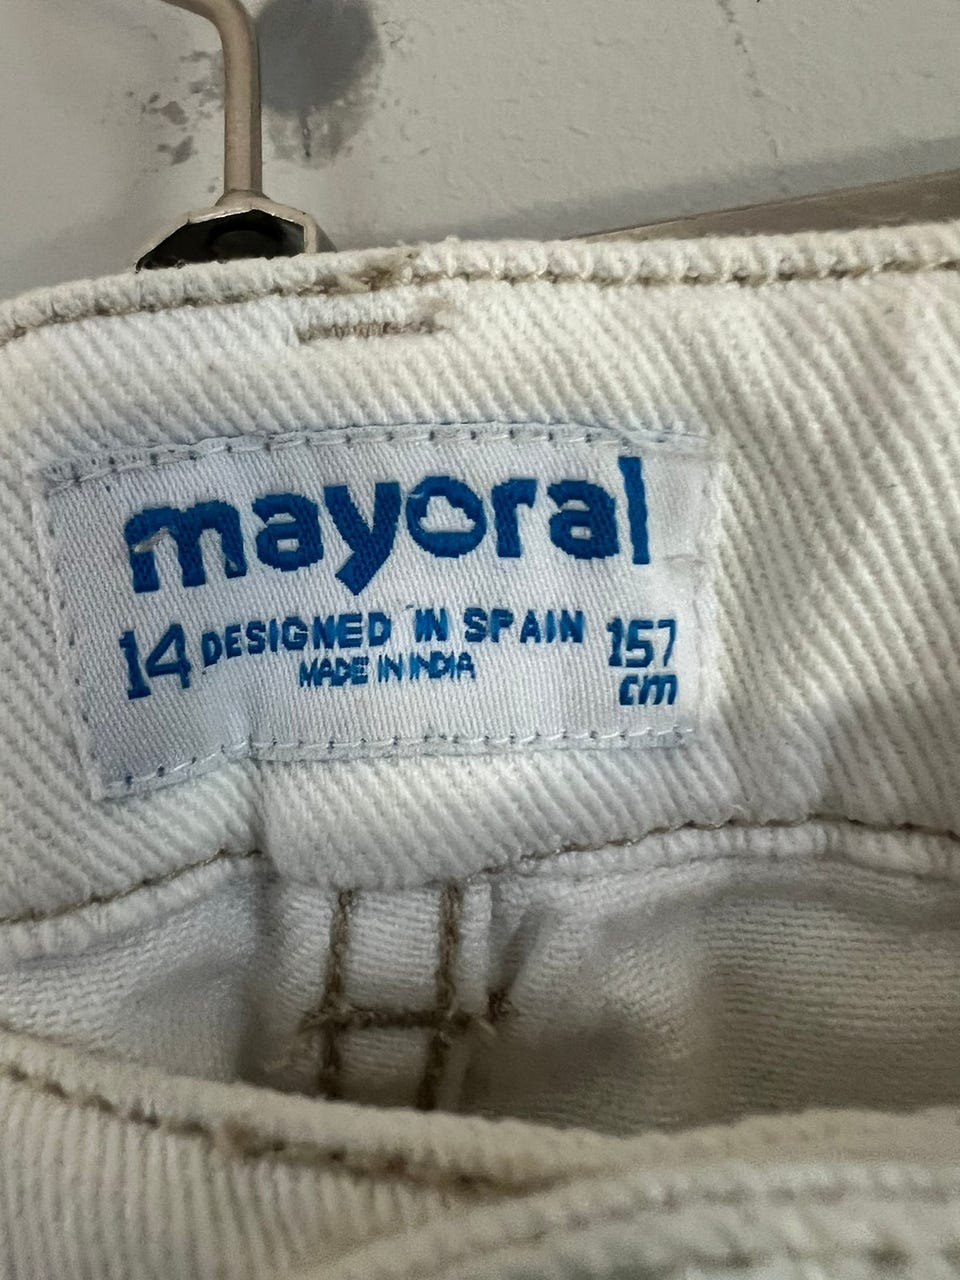 mayoral
14 DESIGNED IN SPAIN 157
MADE IN INDIA cm